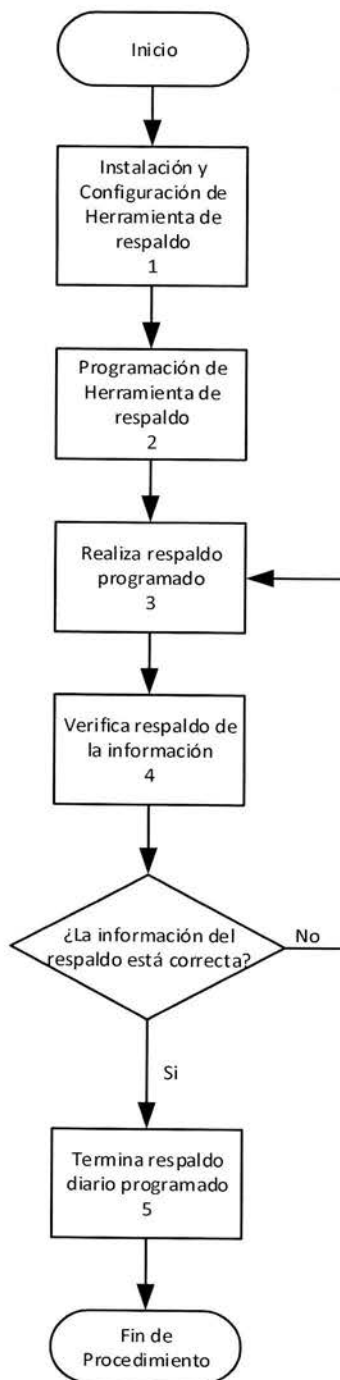 Inicio
Instalación y
Configuración de
Herramienta de
respaldo
1
Programación de
Herramienta de
respaldo
2
Realiza respaldo
programado
3
Verifica respaldo de
la información
4
¿La información del
respaldo está correcta?
No
Si
Termina respaldo
diario programado
5
Fin de
Procedimiento